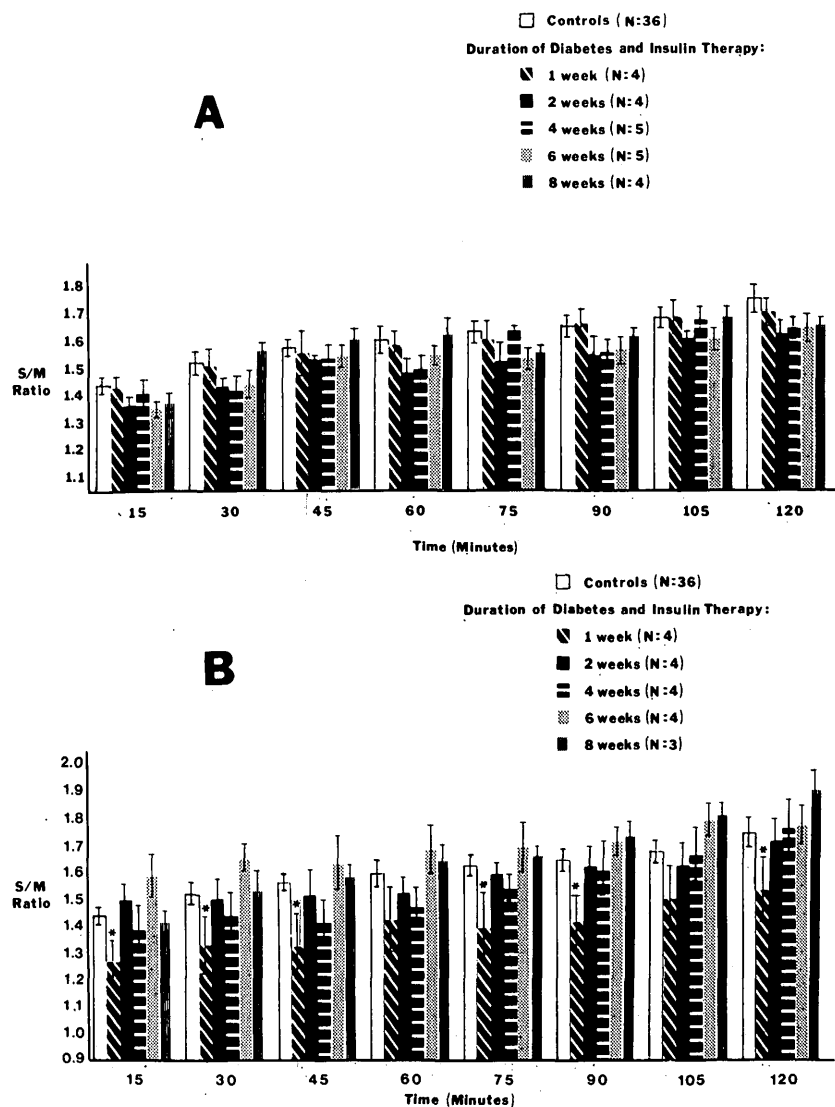 Controls (N:36)
Duration of Diabetes and Insulin Therapy:
1 week (N:4)
2 weeks (N:4)
4 weeks (N:5)
6 weeks (N:5)
8 weeks (N:4)
A
1.8
1.7
1.6
1.5
1.4
1.3
1.2
1.1
S/M
Ratio
15 30 45 60 75 90 105 120
Time (Minutes)
Controls (N:36)
Duration of Diabetes and Insulin Therapy:
1 week (N:4)
2 weeks (N:4)
4 weeks (N:4)
6 weeks (N:4)
8 weeks (N:3)
B
2.0
1.9
1.8
1.7
1.6
1.5
1.4
1.3
1.2
1.1
1.0
0.9
S/M
Ratio
* * * * * *
15 30 45 60 75 90 105 120
Time (Minutes)